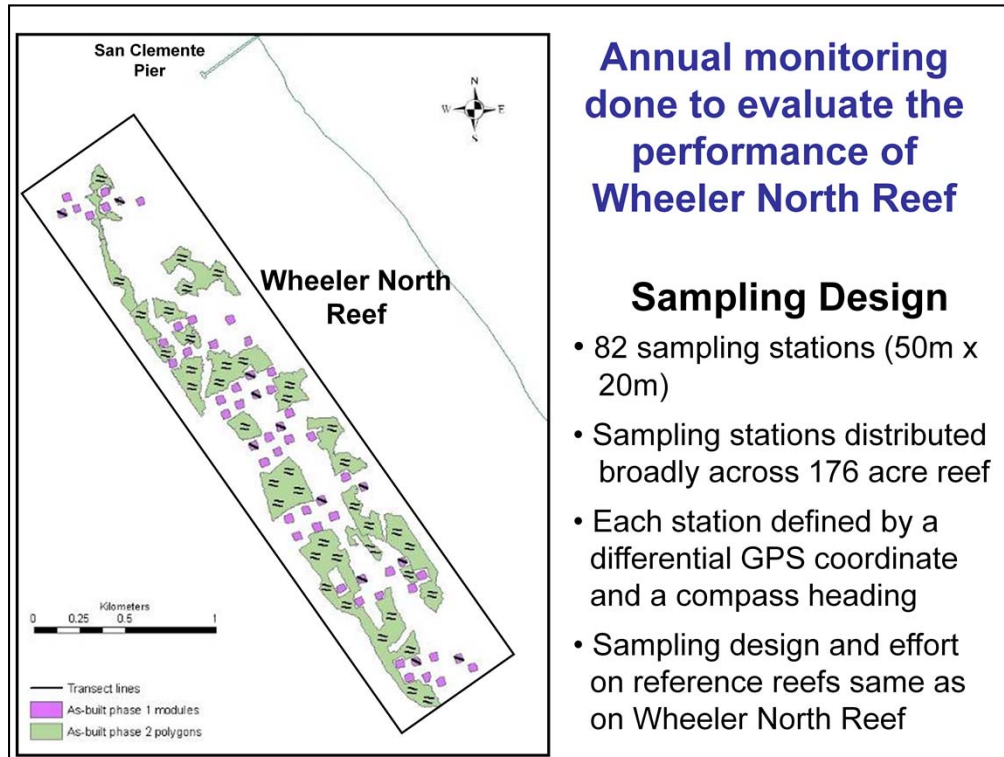 San Clemente
Pier
N
W
E
S
Wheeler North
Reef
Kilometers
0 0.25 0.5 1
Transect lines
As-built phase 1 modules
As-built phase 2 polygons
Annual monitoring
done to evaluate the
performance of
Wheeler North Reef
Sampling Design
• 82 sampling stations (50m x
20m)
• Sampling stations distributed
broadly across 176 acre reef
• Each station defined by a
differential GPS coordinate
and a compass heading
• Sampling design and effort
on reference reefs same as
on Wheeler North Reef